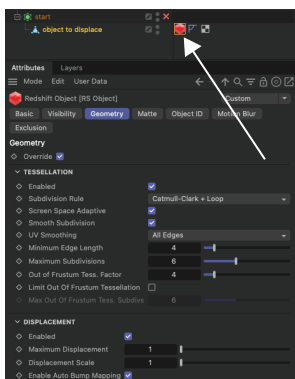 start
object to displace
Attributes Layers
Mode Edit User Data
Redshift Object [RS Object] Custom
Basic Visibility Geometry Matte Object ID Motion Blur
Exclusion
Geometry
Override
TESSELLATION
Enabled
Subdivision Rule Catmull-Clark + Loop
Screen Space Adaptive
Smooth Subdivision
UV Smoothing All Edges
Minimum Edge Length 4
Maximum Subdivisions 6
Out of Frustum Tess. Factor 4
Limit Out Of Frustum Tessellation
Max Out Of Frustum Tess. Subdivs 6
DISPLACEMENT
Enabled
Maximum Displacement 1
Displacement Scale 1
Enable Auto Bump Mapping